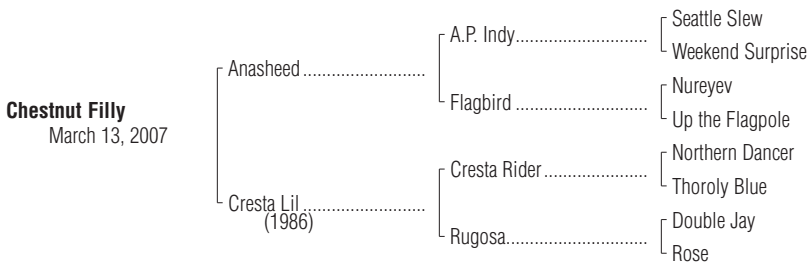 Seattle Slew
A.P. Indy
Weekend Surprise
Anasheed
Nureyev
Flagbird
Up the Flagpole
Chestnut Filly
March 13, 2007
Northern Dancer
Cresta Rider
Thoroly Blue
Cresta Lil
(1986)
Double Jay
Rugosa
Rose